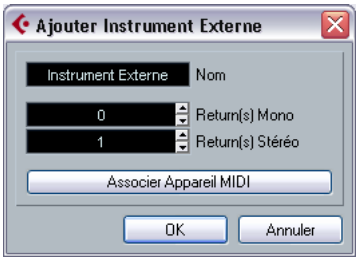 Ajouter Instrument Externe
Instrument Externe Nom
0 Return(s) Mono
1 Return(s) Stéréo
Associer Appareil MIDI
OK Annuler